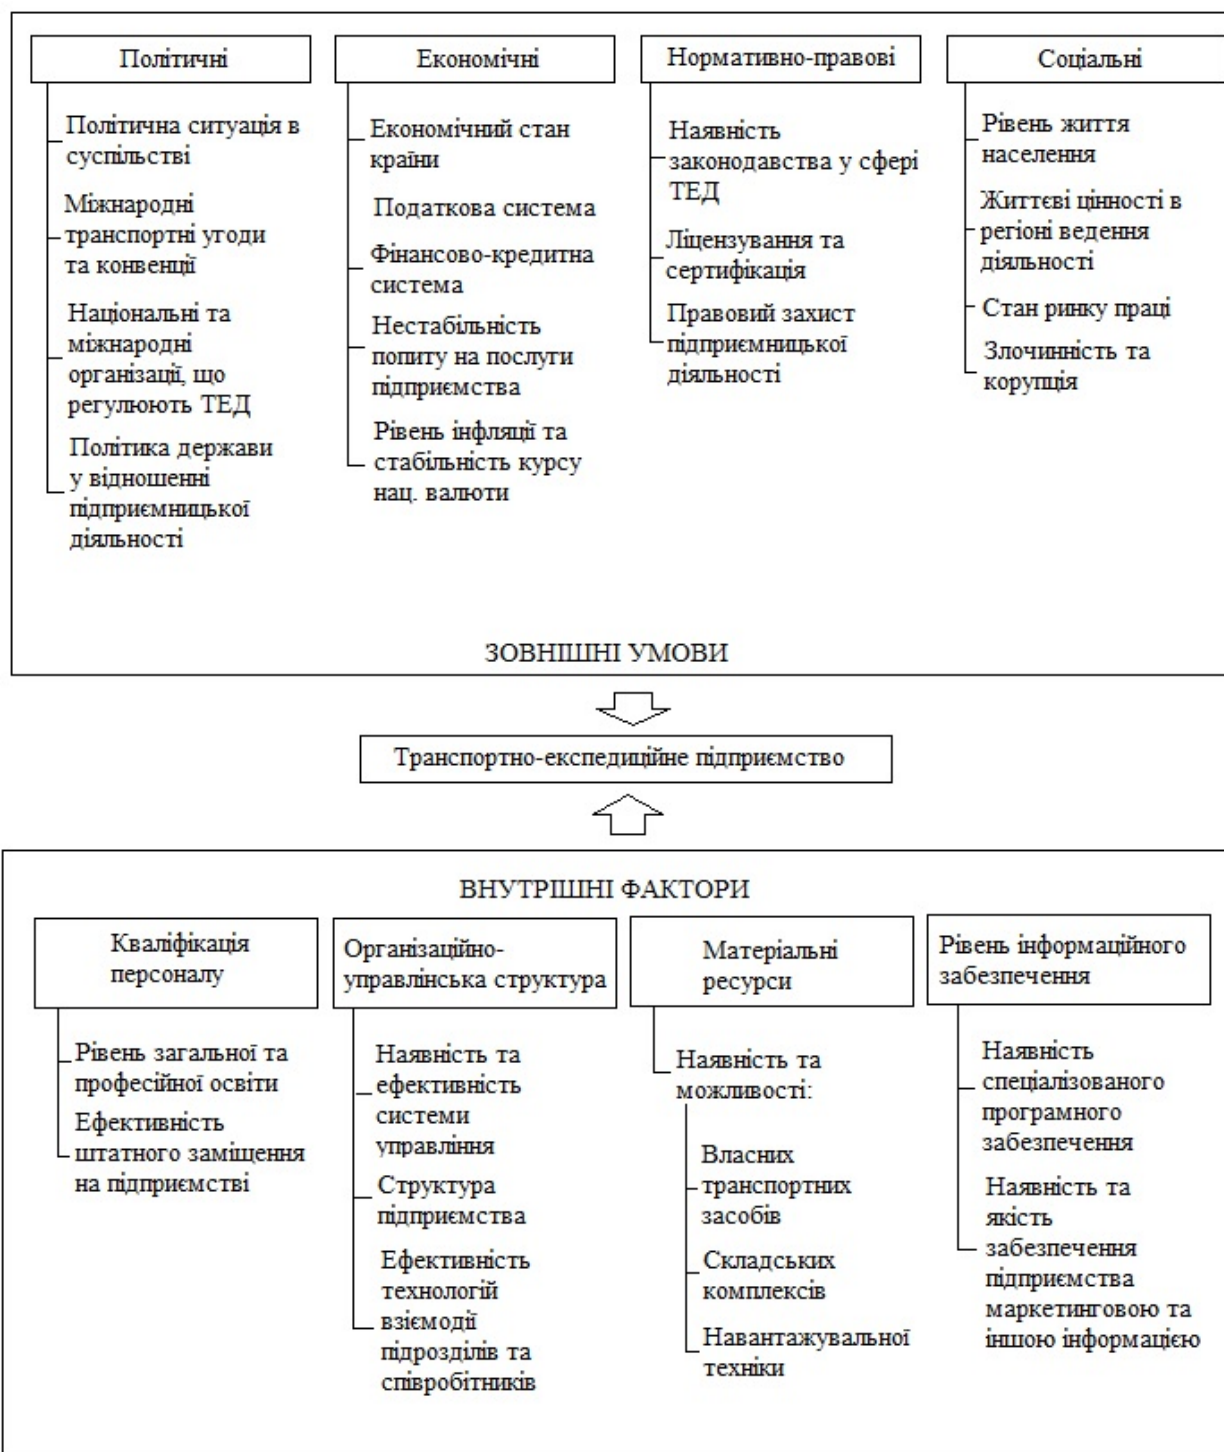 Політичні
Політична ситуація в
суспільстві
Міжнародні
транспортні угоди
та конвенції
Національні та
міжнародні
організації, що
регулюють ТЕД
Політика держави
у відношенні
підприємницької
діяльності
Економічні
Економічний стан
країни
Податкова система
Фінансово-кредитна
система
Нестабільність
попиту на послуги
підприємства
Рівень інфляції та
стабільність курсу
нац. валюти
Нормативно-правові
Наявність
законодавства у сфері
ТЕД
Ліцензування та
сертифікація
Правовий захист
підприємницької
діяльності
Соціальні
Рівень життя
населення
Життєві цінності в
регіоні ведення
діяльності
Стан ринку праці
Злочинність та
корупція
ЗОВНІШНІ УМОВИ
Транспортно-експедиційне підприємство
ВНУТРІШНІ ФАКТОРИ
Кваліфікація
персоналу
Рівень загальної та
професійної освіти
Ефективність
штатного заміщення
на підприємстві
Організаційно-
управлінська структура
Наявність та
ефективність
системи
управління
Структура
підприємства
Ефективність
технологій
взіємодії
підрозділів та
співробітників
Матеріальні
ресурси
Наявність та
можливості:
Власних
транспортних
засобів
Складських
комплексів
Навантажувальної
техніки
Рівень інформаційного
забезпечення
Наявність
спеціалізованого
програмного
забезпечення
Наявність та
якість
забезпечення
підприємства
маркетинговою та
іншою інформацією